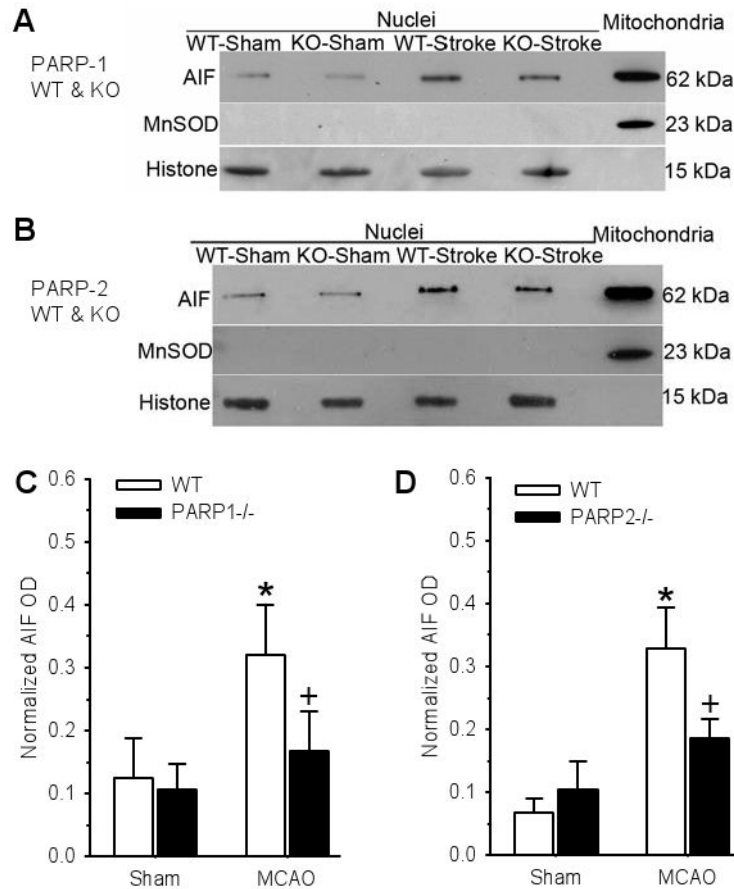 A
Nuclei
Mitochondria
WT-Sham KO-Sham WT-Stroke KO-Stroke
PARP-1
WT & KO
AIF
62 kDa
MnSOD
23 kDa
Histone
15 kDa
B
Nuclei
Mitochondria
WT-Sham KO-Sham WT-Stroke KO-Stroke
PARP-2
WT & KO
AIF
62 kDa
MnSOD
23 kDa
Histone
15 kDa
C
WT
PARP1-/-
Normalized AIF OD
0.6
0.5
0.4
0.3
0.2
0.1
0.0
*
+
Sham MCAO
D
WT
PARP2-/-
Normalized AIF OD
0.6
0.5
0.4
0.3
0.2
0.1
0.0
*
+
Sham MCAO